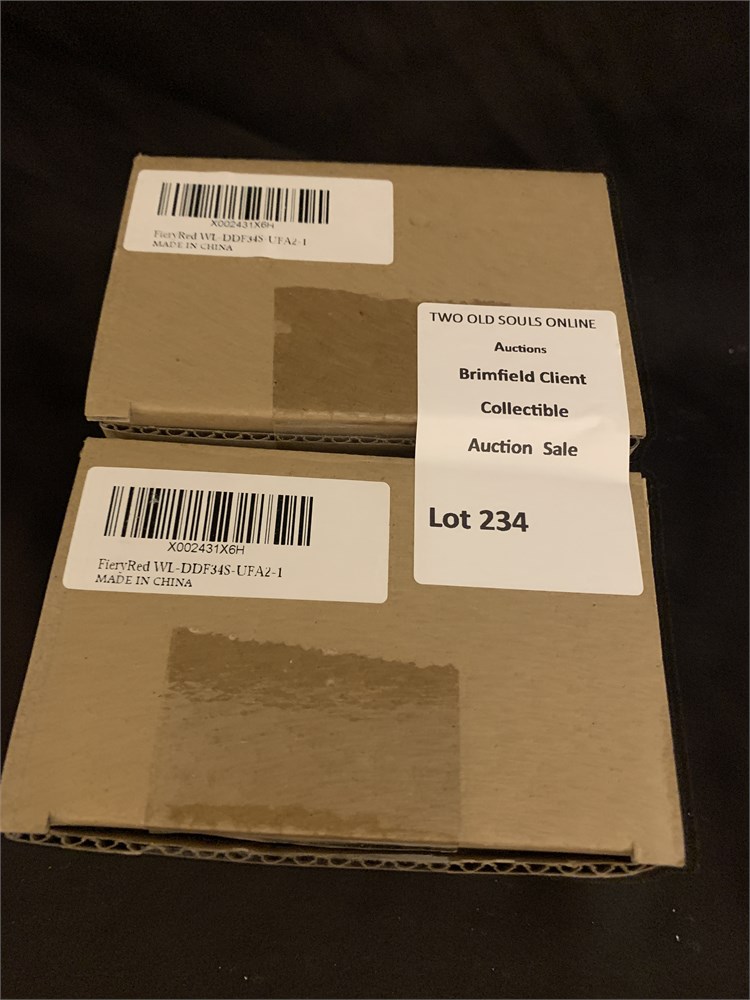 X002431X6H
FieryRed WL-DDF34S-UFA2-1
MADE IN CHINA
TWO OLD SOULS ONLINE
Auctions
Brimfield Client
Collectible
Auction Sale
Lot 234
X002431X6H
FieryRed WL-DDF34S-UFA2-1
MADE IN CHINA